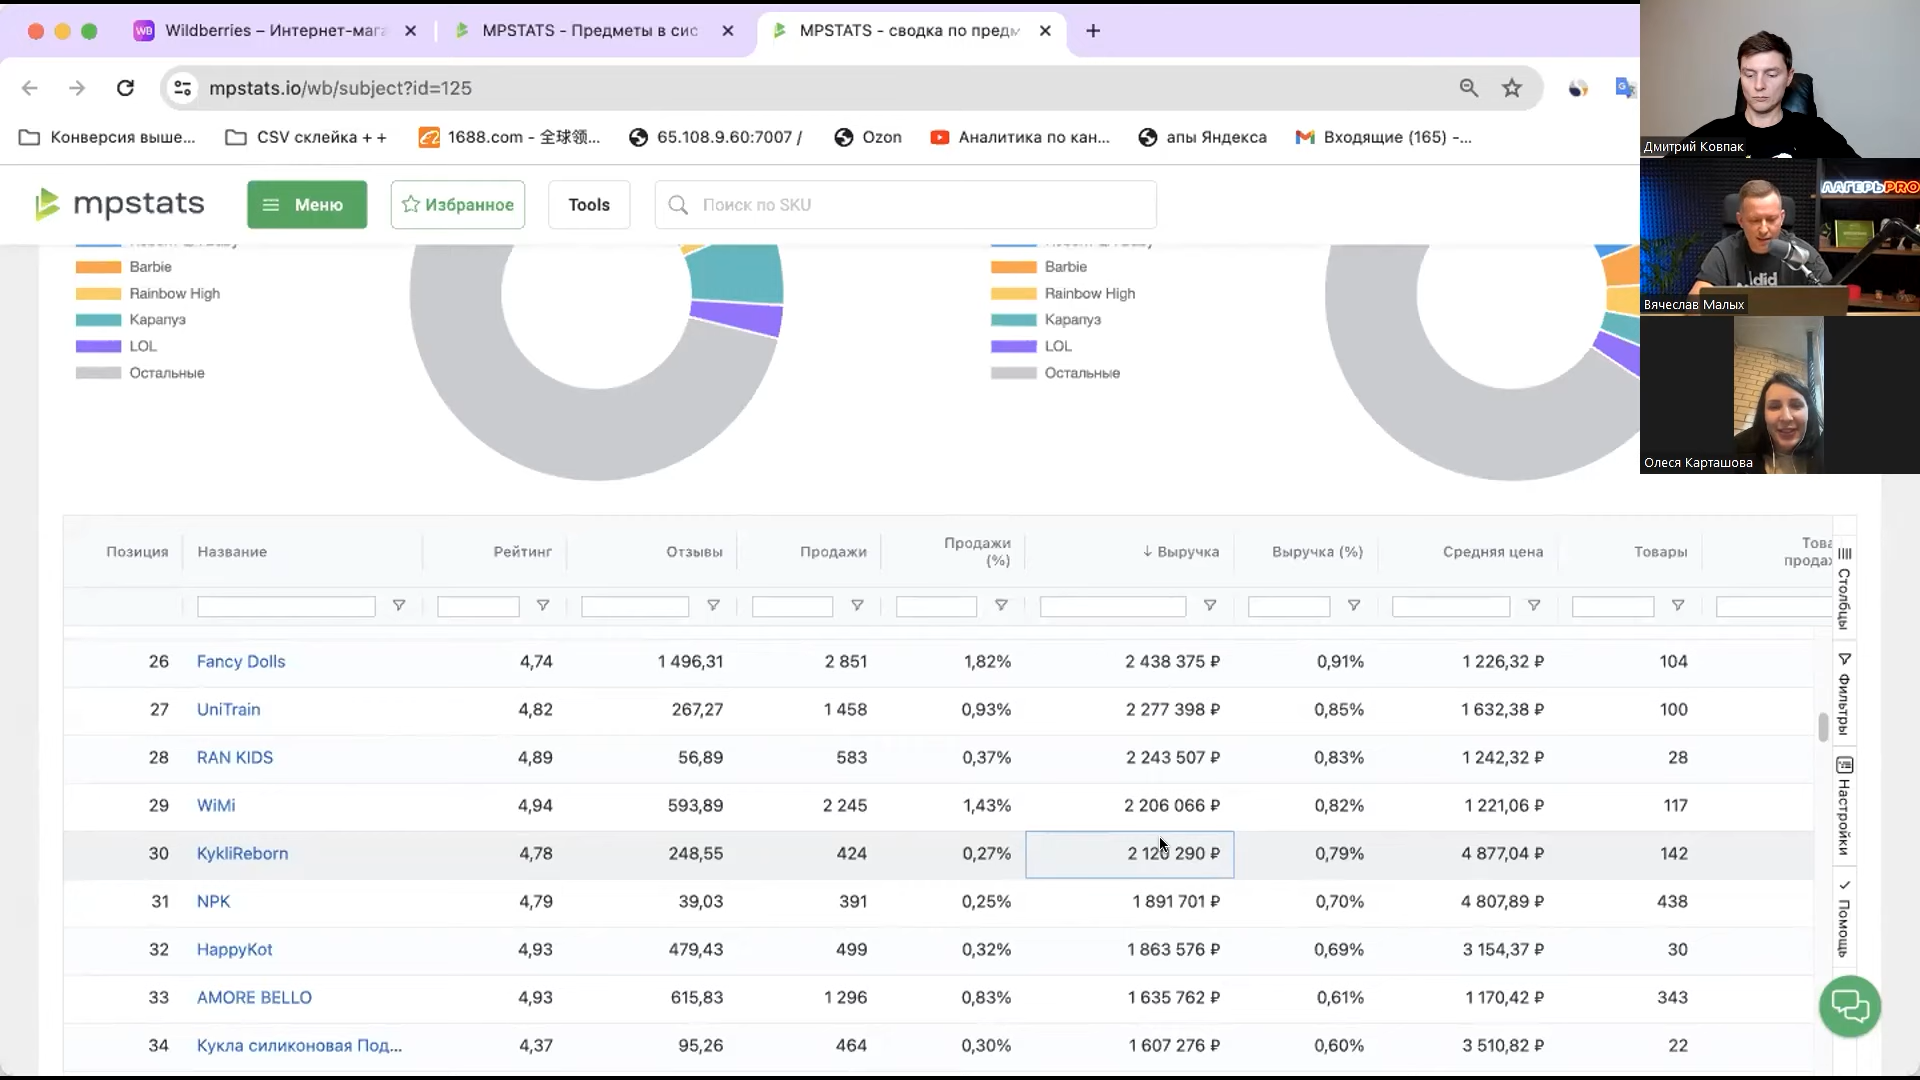 Wildberries – Интернет-мага
MPSTATS - Предметы в сис
MPSTATS - сводка по предм
mpstats.io/wb/subject?id=125
Конверсия выше...
CSV склейка + +
1688.com - 全球领...
65.108.9.60:7007 /
Ozon
Аналитика по кан...
апы Яндекса
Входящие (165) -...
Дмитрий Ковпак
ЛАГЕРЬPRO
Вячеслав Малых
Олеся Карташова
mpstats
Меню
Избранное
Tools
Поиск по SKU
Barbie
Rainbow High
Карапуз
LOL
Остальные
Barbie
Rainbow High
Карапуз
LOL
Остальные
Позиция Название Рейтинг Отзывы Продажи Продажи (%) ↓ Выручка Выручка (%) Средняя цена Товары Това прода
26 Fancy Dolls 4,74 1 496,31 2 851 1,82% 2 438 375 ₽ 0,91% 1 226,32 ₽ 104
27 UniTrain 4,82 267,27 1 458 0,93% 2 277 398 ₽ 0,85% 1 632,38 ₽ 100
28 RAN KIDS 4,89 56,89 583 0,37% 2 243 507 ₽ 0,83% 1 242,32 ₽ 28
29 WiMi 4,94 593,89 2 245 1,43% 2 206 066 ₽ 0,82% 1 221,06 ₽ 117
30 KykliReborn 4,78 248,55 424 0,27% 2 120 290 ₽ 0,79% 4 877,04 ₽ 142
31 NPK 4,79 39,03 391 0,25% 1 891 701 ₽ 0,70% 4 807,89 ₽ 438
32 HappyKot 4,93 479,43 499 0,32% 1 863 576 ₽ 0,69% 3 154,37 ₽ 30
33 AMORE BELLO 4,93 615,83 1 296 0,83% 1 635 762 ₽ 0,61% 1 170,42 ₽ 343
34 Кукла силиконовая Под... 4,37 95,26 464 0,30% 1 607 276 ₽ 0,60% 3 510,82 ₽ 22
Столбцы
Фильтры
Настройки
Помощь